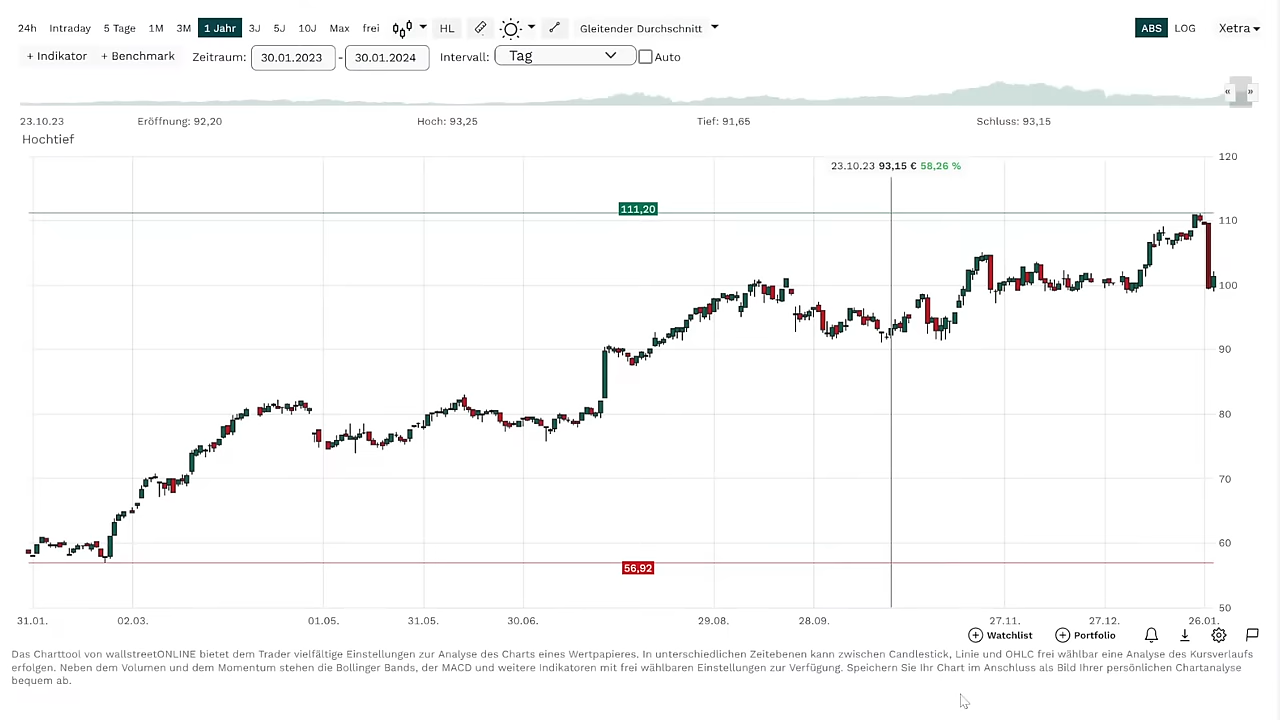 24h Intraday 5 Tage 1M 3M 1 Jahr 3J 5J 10J Max frei HL Gleitender Durchschnitt ABS LOG Xetra
+ Indikator + Benchmark Zeitraum: 30.01.2023 - 30.01.2024 Intervall: Tag Auto
« »
23.10.23 Eröffnung: 92,20 Hoch: 93,25 Tief: 91,65 Schluss: 93,15
Hochtief
120
23.10.23 93,15 € 58,26 %
111,20
110
100
90
80
70
60
56,92
50
31.01. 02.03. 01.05. 31.05. 30.06. 29.08. 28.09. 27.11. 27.12. 26.01.
Watchlist Portfolio
Das Charttool von wallstreetONLINE bietet dem Trader vielfältige Einstellungen zur Analyse des Charts eines Wertpapieres. In unterschiedlichen Zeitebenen kann zwischen Candlestick, Linie und OHLC frei wählbar eine Analyse des Kursverlaufs
erfolgen. Neben dem Volumen und dem Momentum stehen die Bollinger Bands, der MACD und weitere Indikatoren mit frei wählbaren Einstellungen zur Verfügung. Speichern Sie Ihr Chart im Anschluss als Bild Ihrer persönlichen Chartanalyse
bequem ab.